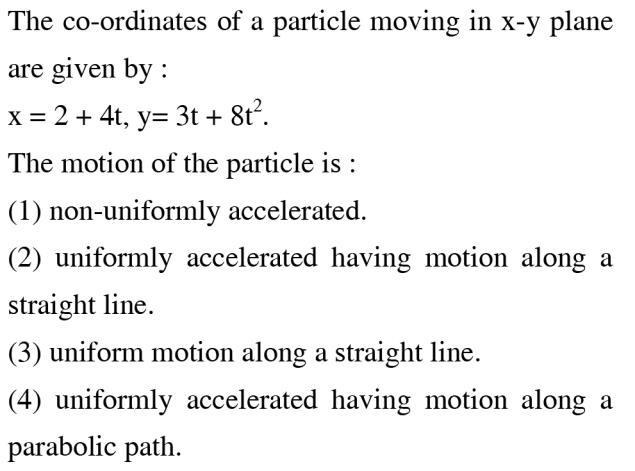 The co-ordinates of a particle moving in x-y plane
are given by :
x = 2 + 4t, y= 3t + 8t².
The motion of the particle is :
(1) non-uniformly accelerated.
(2) uniformly accelerated having motion along a
straight line.
(3) uniform motion along a straight line.
(4) uniformly accelerated having motion along a
parabolic path.